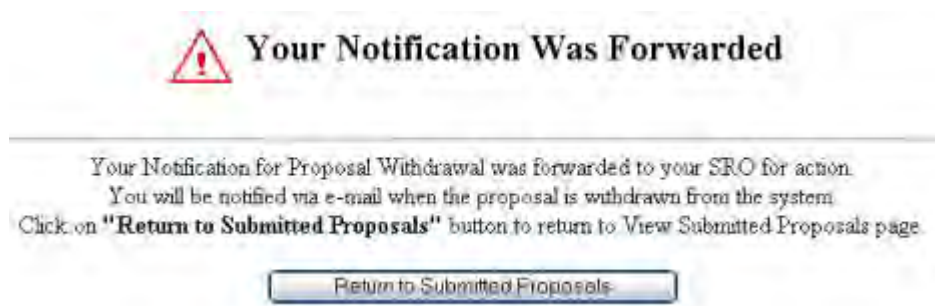 Your Notification Was Forwarded
Your Notification for Proposal Withdrawal was forwarded to your SRO for action.
You will be notified via e-mail when the proposal is withdrawn from the system.
Click on "Return to Submitted Proposals" button to return to View Submitted Proposals page.
Return to Submitted Proposals